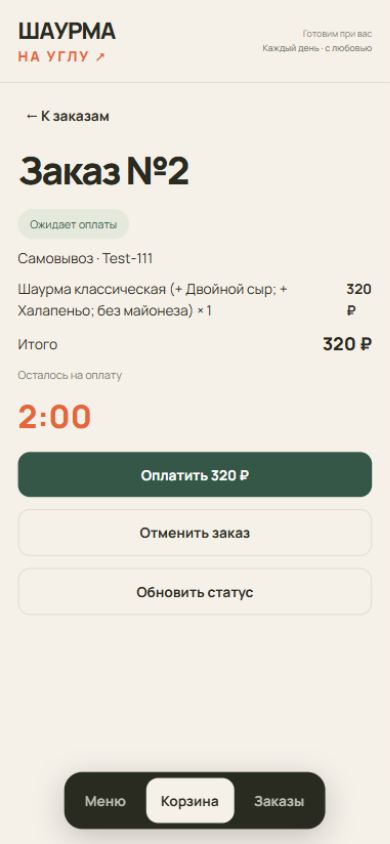 ШАУРМА
НА УГЛУ ↗
Готовим при вас
Каждый день · с любовью
← К заказам
Заказ №2
Ожидает оплаты
Самовывоз · Test-111
Шаурма классическая (+ Двойной сыр; +
Халапеньо; без майонеза) × 1
320
₽
Итого
320 ₽
Осталось на оплату
2:00
Оплатить 320 ₽
Отменить заказ
Обновить статус
Меню
Корзина
Заказы